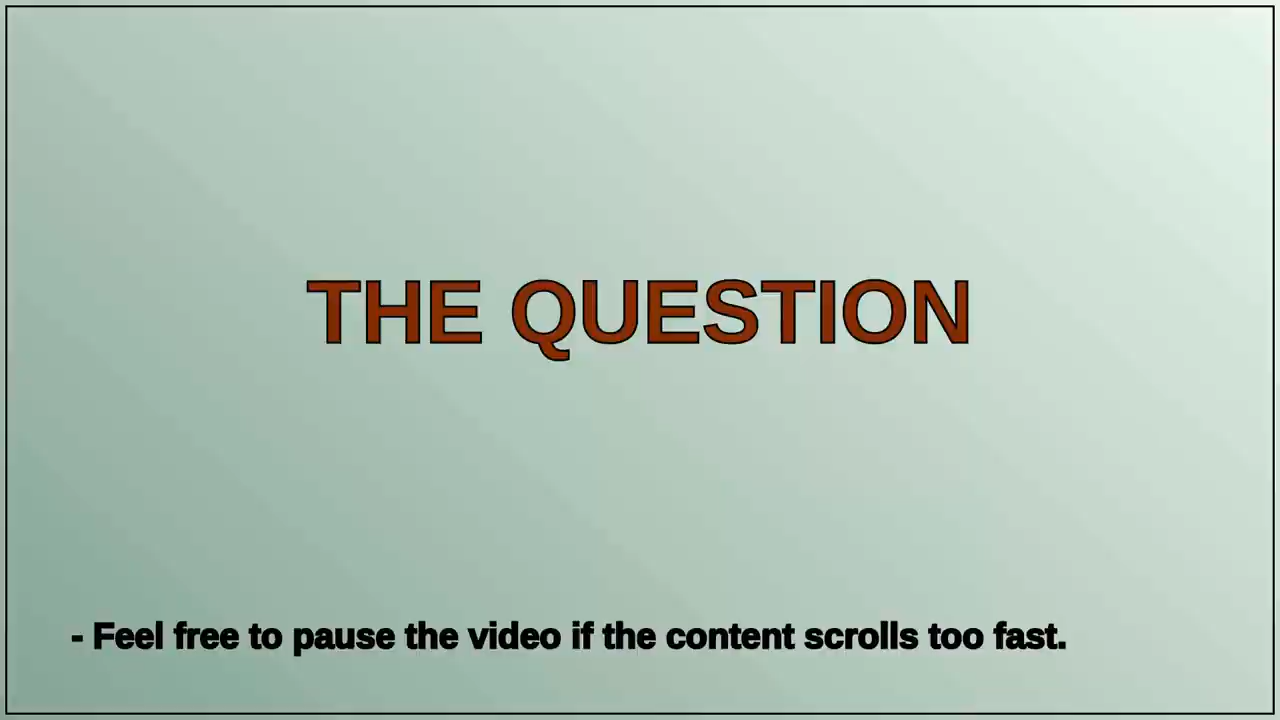 THE QUESTION
- Feel free to pause the video if the content scrolls too fast.